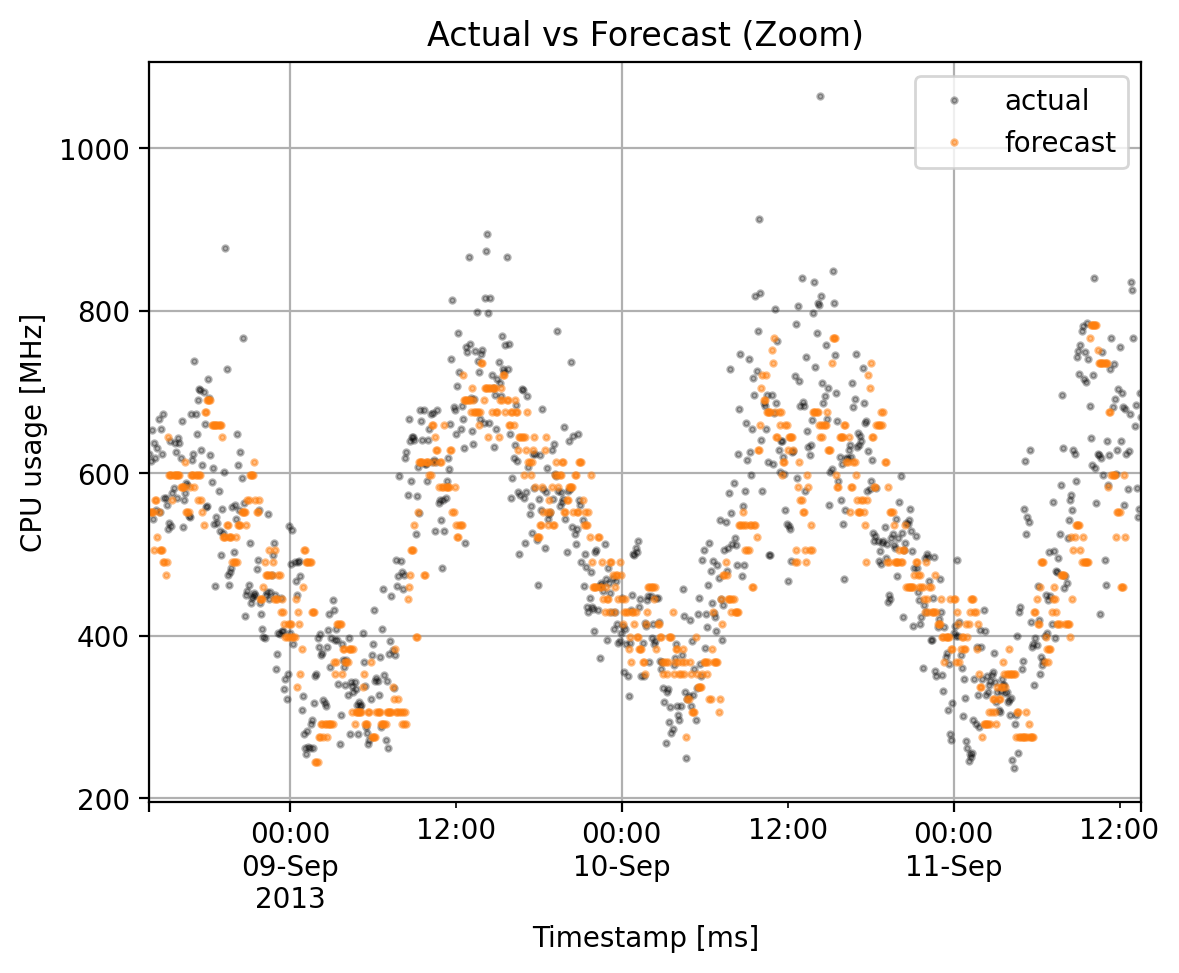 Actual vs Forecast (Zoom)
actual
forecast
CPU usage [MHz]
1000
800
600
400
200
00:00 12:00 00:00 12:00 00:00 12:00
09-Sep 10-Sep 11-Sep
2013
Timestamp [ms]